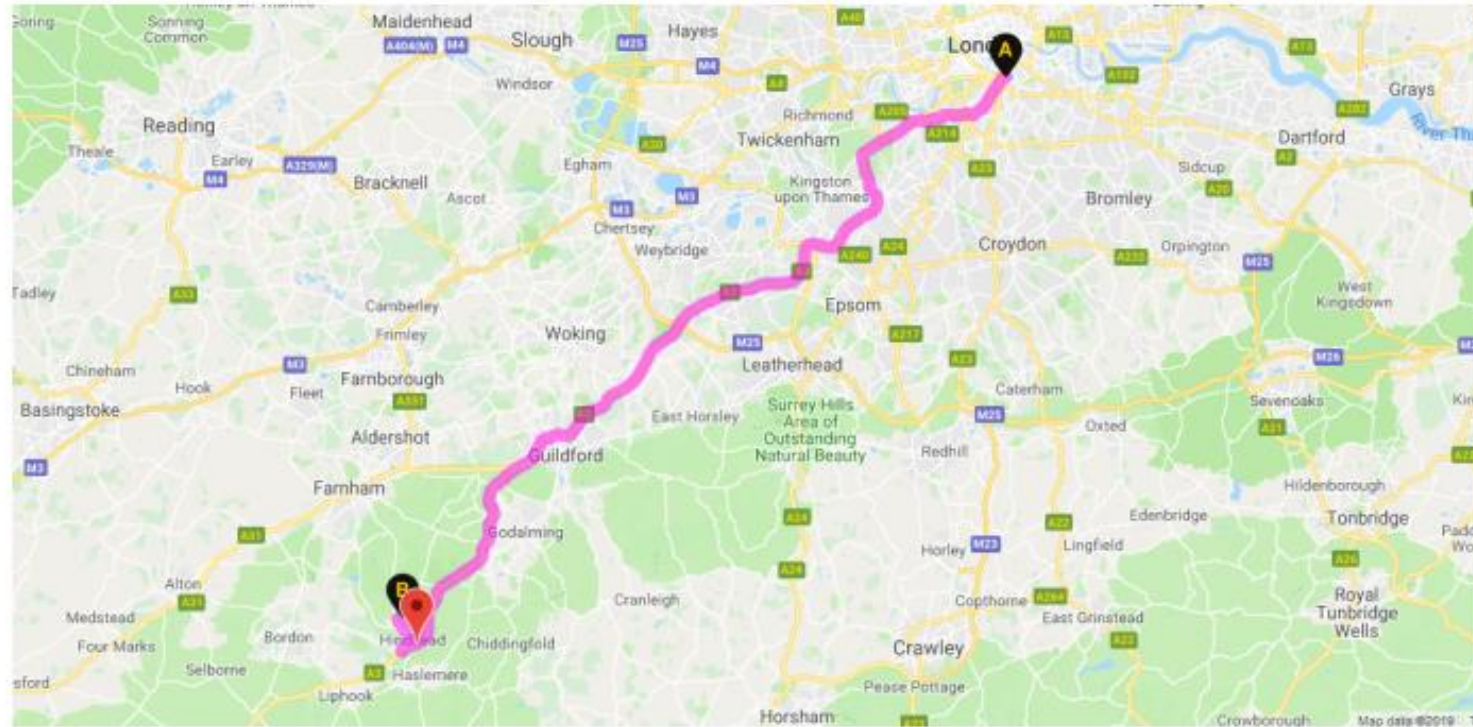 Sonning
Common
Maidenhead
A404(M)
M4
Slough
M25
Hayes
A40
A13
A13
Windsor
M4
A4
A102
Grays
Richmond
A205
A214
Twickenham
A202
Reading
Theale
Earley
A329(M)
M4
Bracknell
Ascot
Egham
A30
M3
M3
Chertsey
Weybridge
Kingston
upon Thames
A23
Dartford
A2
Sidcup
A20
Bromley
Croydon
A24
A240
A232
Orpington
M25
Tadley
A33
Camberley
Frimley
Woking
Epsom
A217
West
Kingsdown
Chineham
Hook
M3
Fleet
Farnborough
A331
M25
Leatherhead
A23
Caterham
M26
Basingstoke
M3
Aldershot
East Horsley
Surrey Hills
Area of
Outstanding
Natural Beauty
M25
Oxted
Sevenoaks
A21
Redhill
Guildford
Farnham
Hildenborough
Godalming
A24
A22
Edenbridge
Tonbridge
A31
Horley
M23
Lingfield
A26
Alton
A31
A24
Medstead
Four Marks
Bordon
Hindhead
Chiddingfold
Cranleigh
Copthorne
A264
East Grinstead
A22
Royal
Tunbridge
Wells
Selborne
A3
Haslemere
Liphook
Crawley
Pease Pottage
Horsham
A23
Crowborough
Map data ©2019
A
B